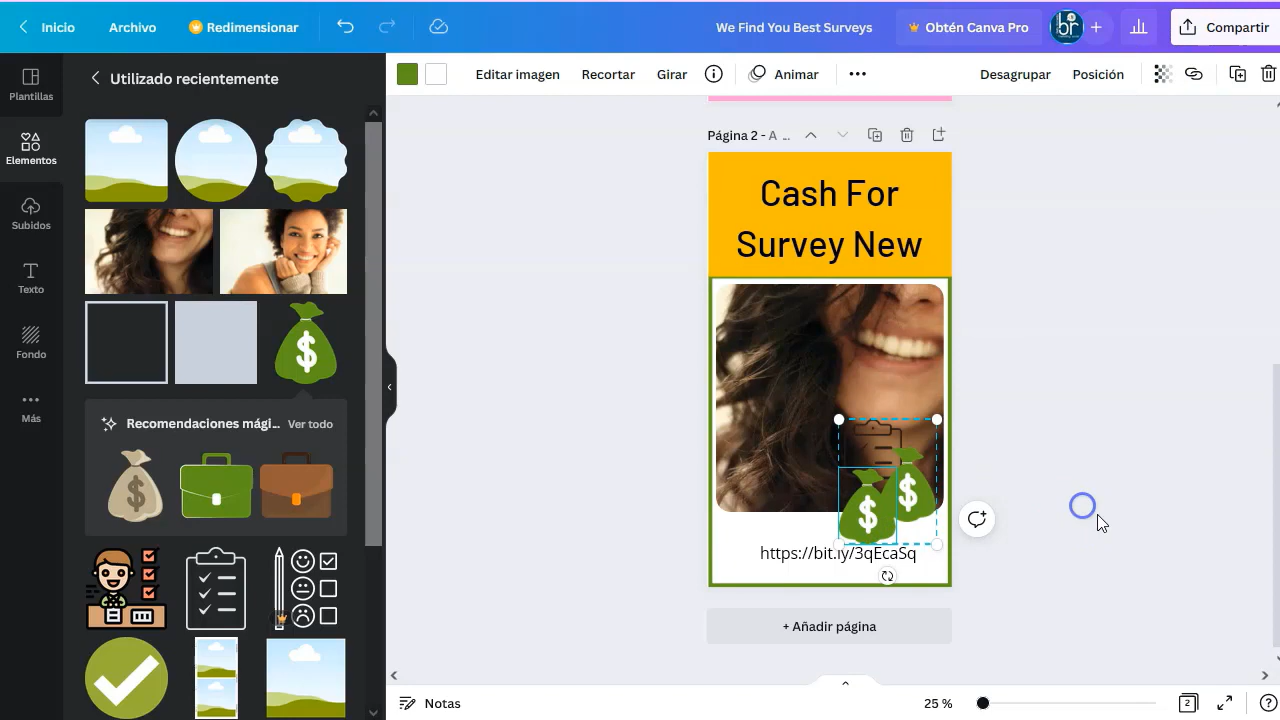 Inicio
Archivo
Redimensionar
We Find You Best Surveys
Obtén Canva Pro
Compartir
Plantillas
Elementos
Subidos
Texto
Fondo
Más
Utilizado recientemente
Editar imagen
Recortar
Girar
Animar
Desagrupar
Posición
$
Recomendaciones mági...
Ver todo
$
Página 2 - A ...
Cash For
Survey New
$
$
https://bit.ly/3qEcaSq
+ Añadir página
Notas
25 %
2